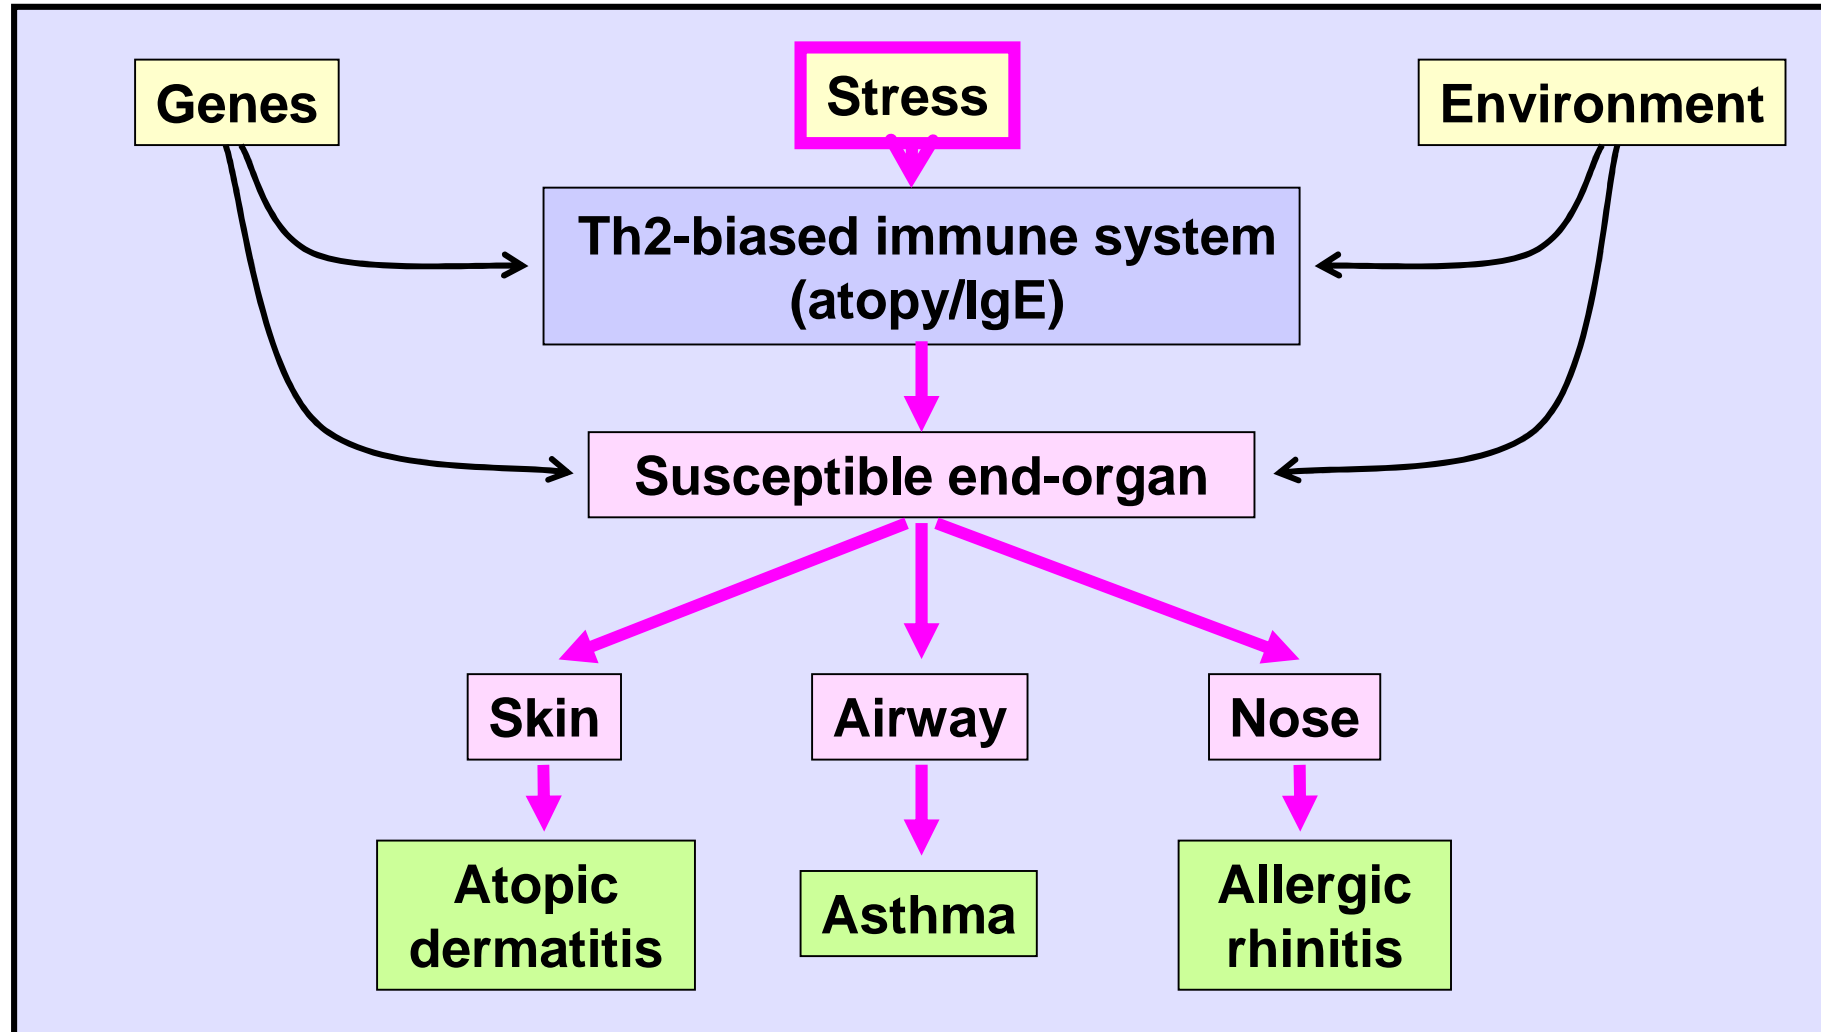 Genes
Stress
Environment
Th2-biased immune system
(atopy/IgE)
Susceptible end-organ
Skin
Airway
Nose
Atopic
dermatitis
Asthma
Allergic
rhinitis